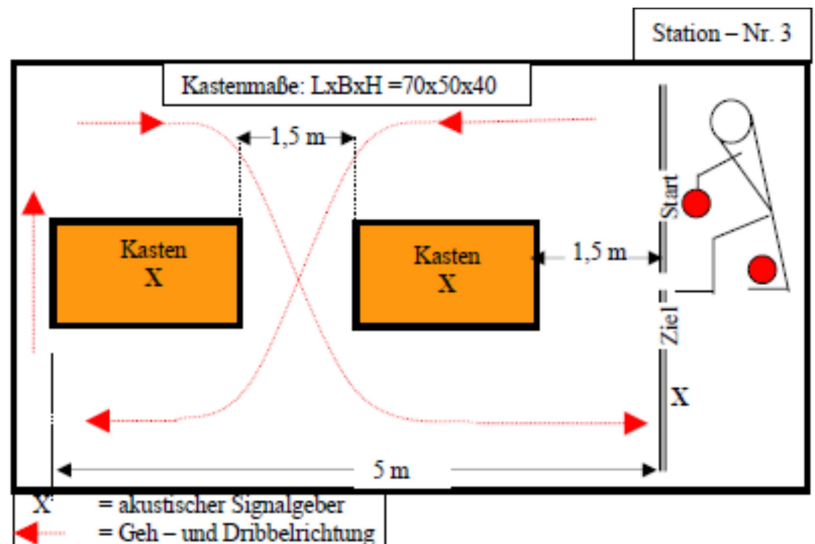 Station – Nr. 3
Kastenmaße: LxBxH =70x50x40
1,5 m
Start
Kasten
X
Kasten
X
1,5 m
Ziel
X
5 m
X = akustischer Signalgeber
= Geh – und Dribbelrichtung